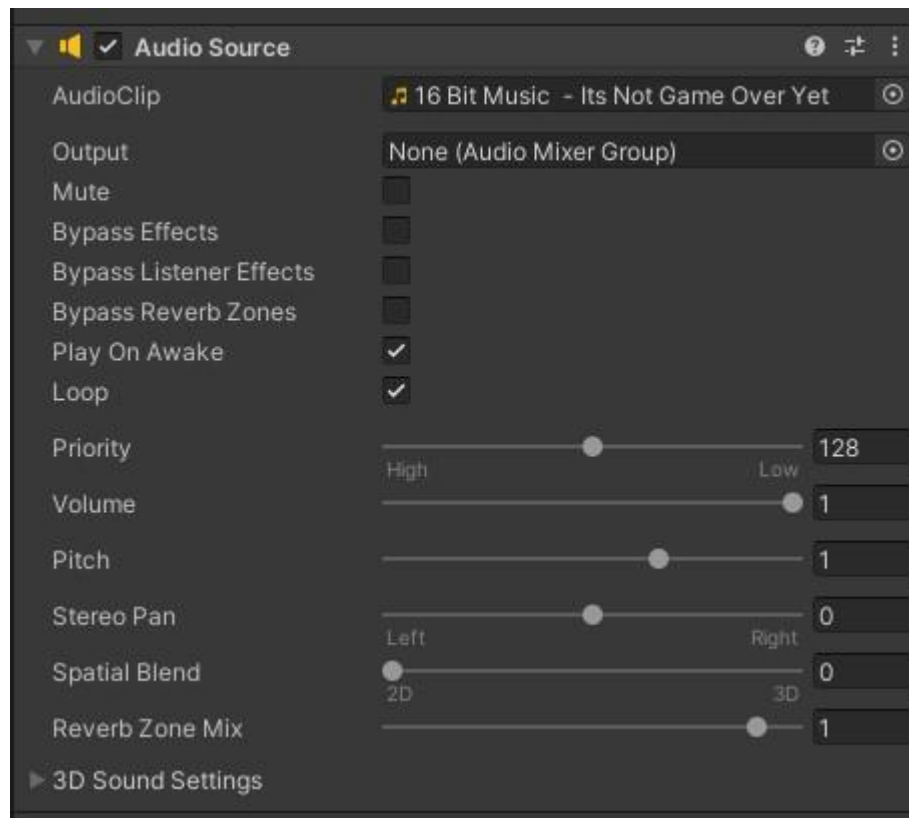 Audio Source
AudioClip 16 Bit Music - Its Not Game Over Yet
Output None (Audio Mixer Group)
Mute
Bypass Effects
Bypass Listener Effects
Bypass Reverb Zones
Play On Awake
Loop
Priority 128
High Low
Volume 1
Pitch 1
Stereo Pan 0
Left Right
Spatial Blend 0
2D 3D
Reverb Zone Mix 1
3D Sound Settings